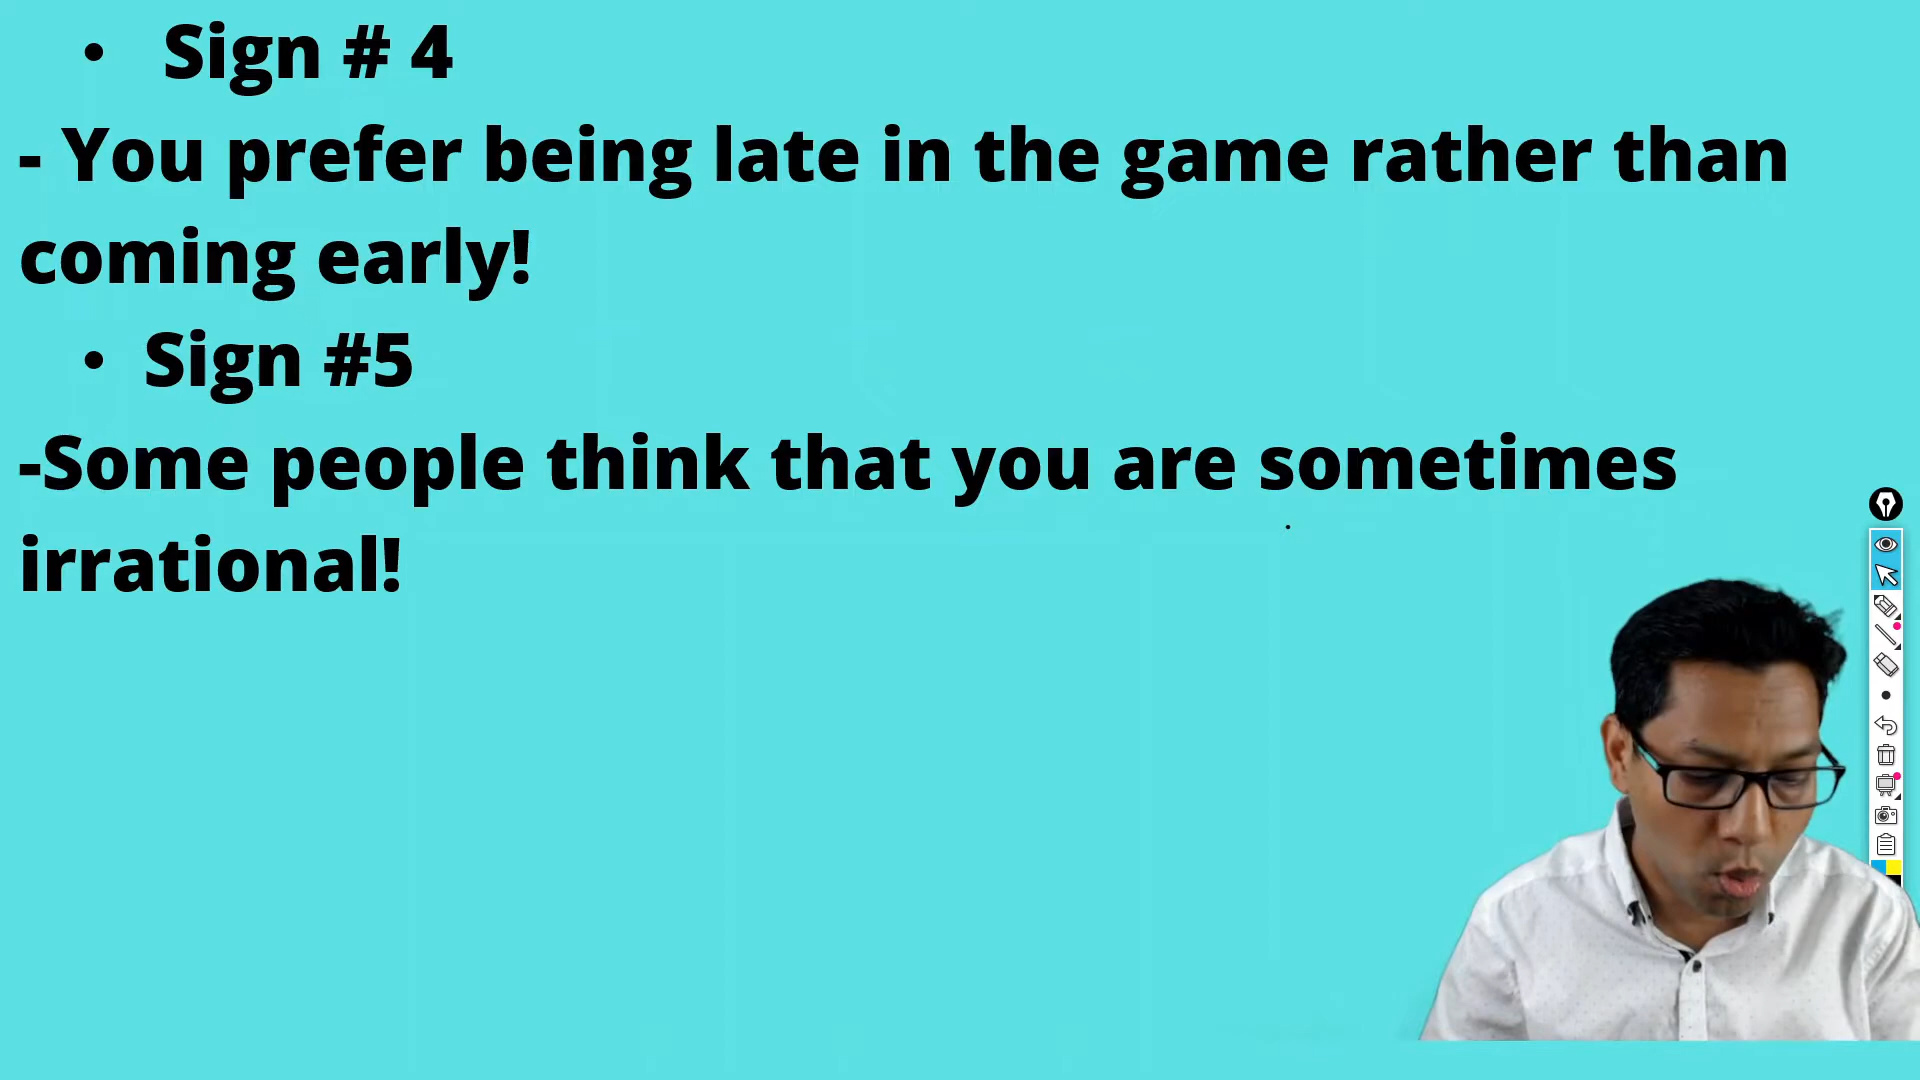 • Sign # 4
- You prefer being late in the game rather than
coming early!
• Sign #5
-Some people think that you are sometimes
irrational!